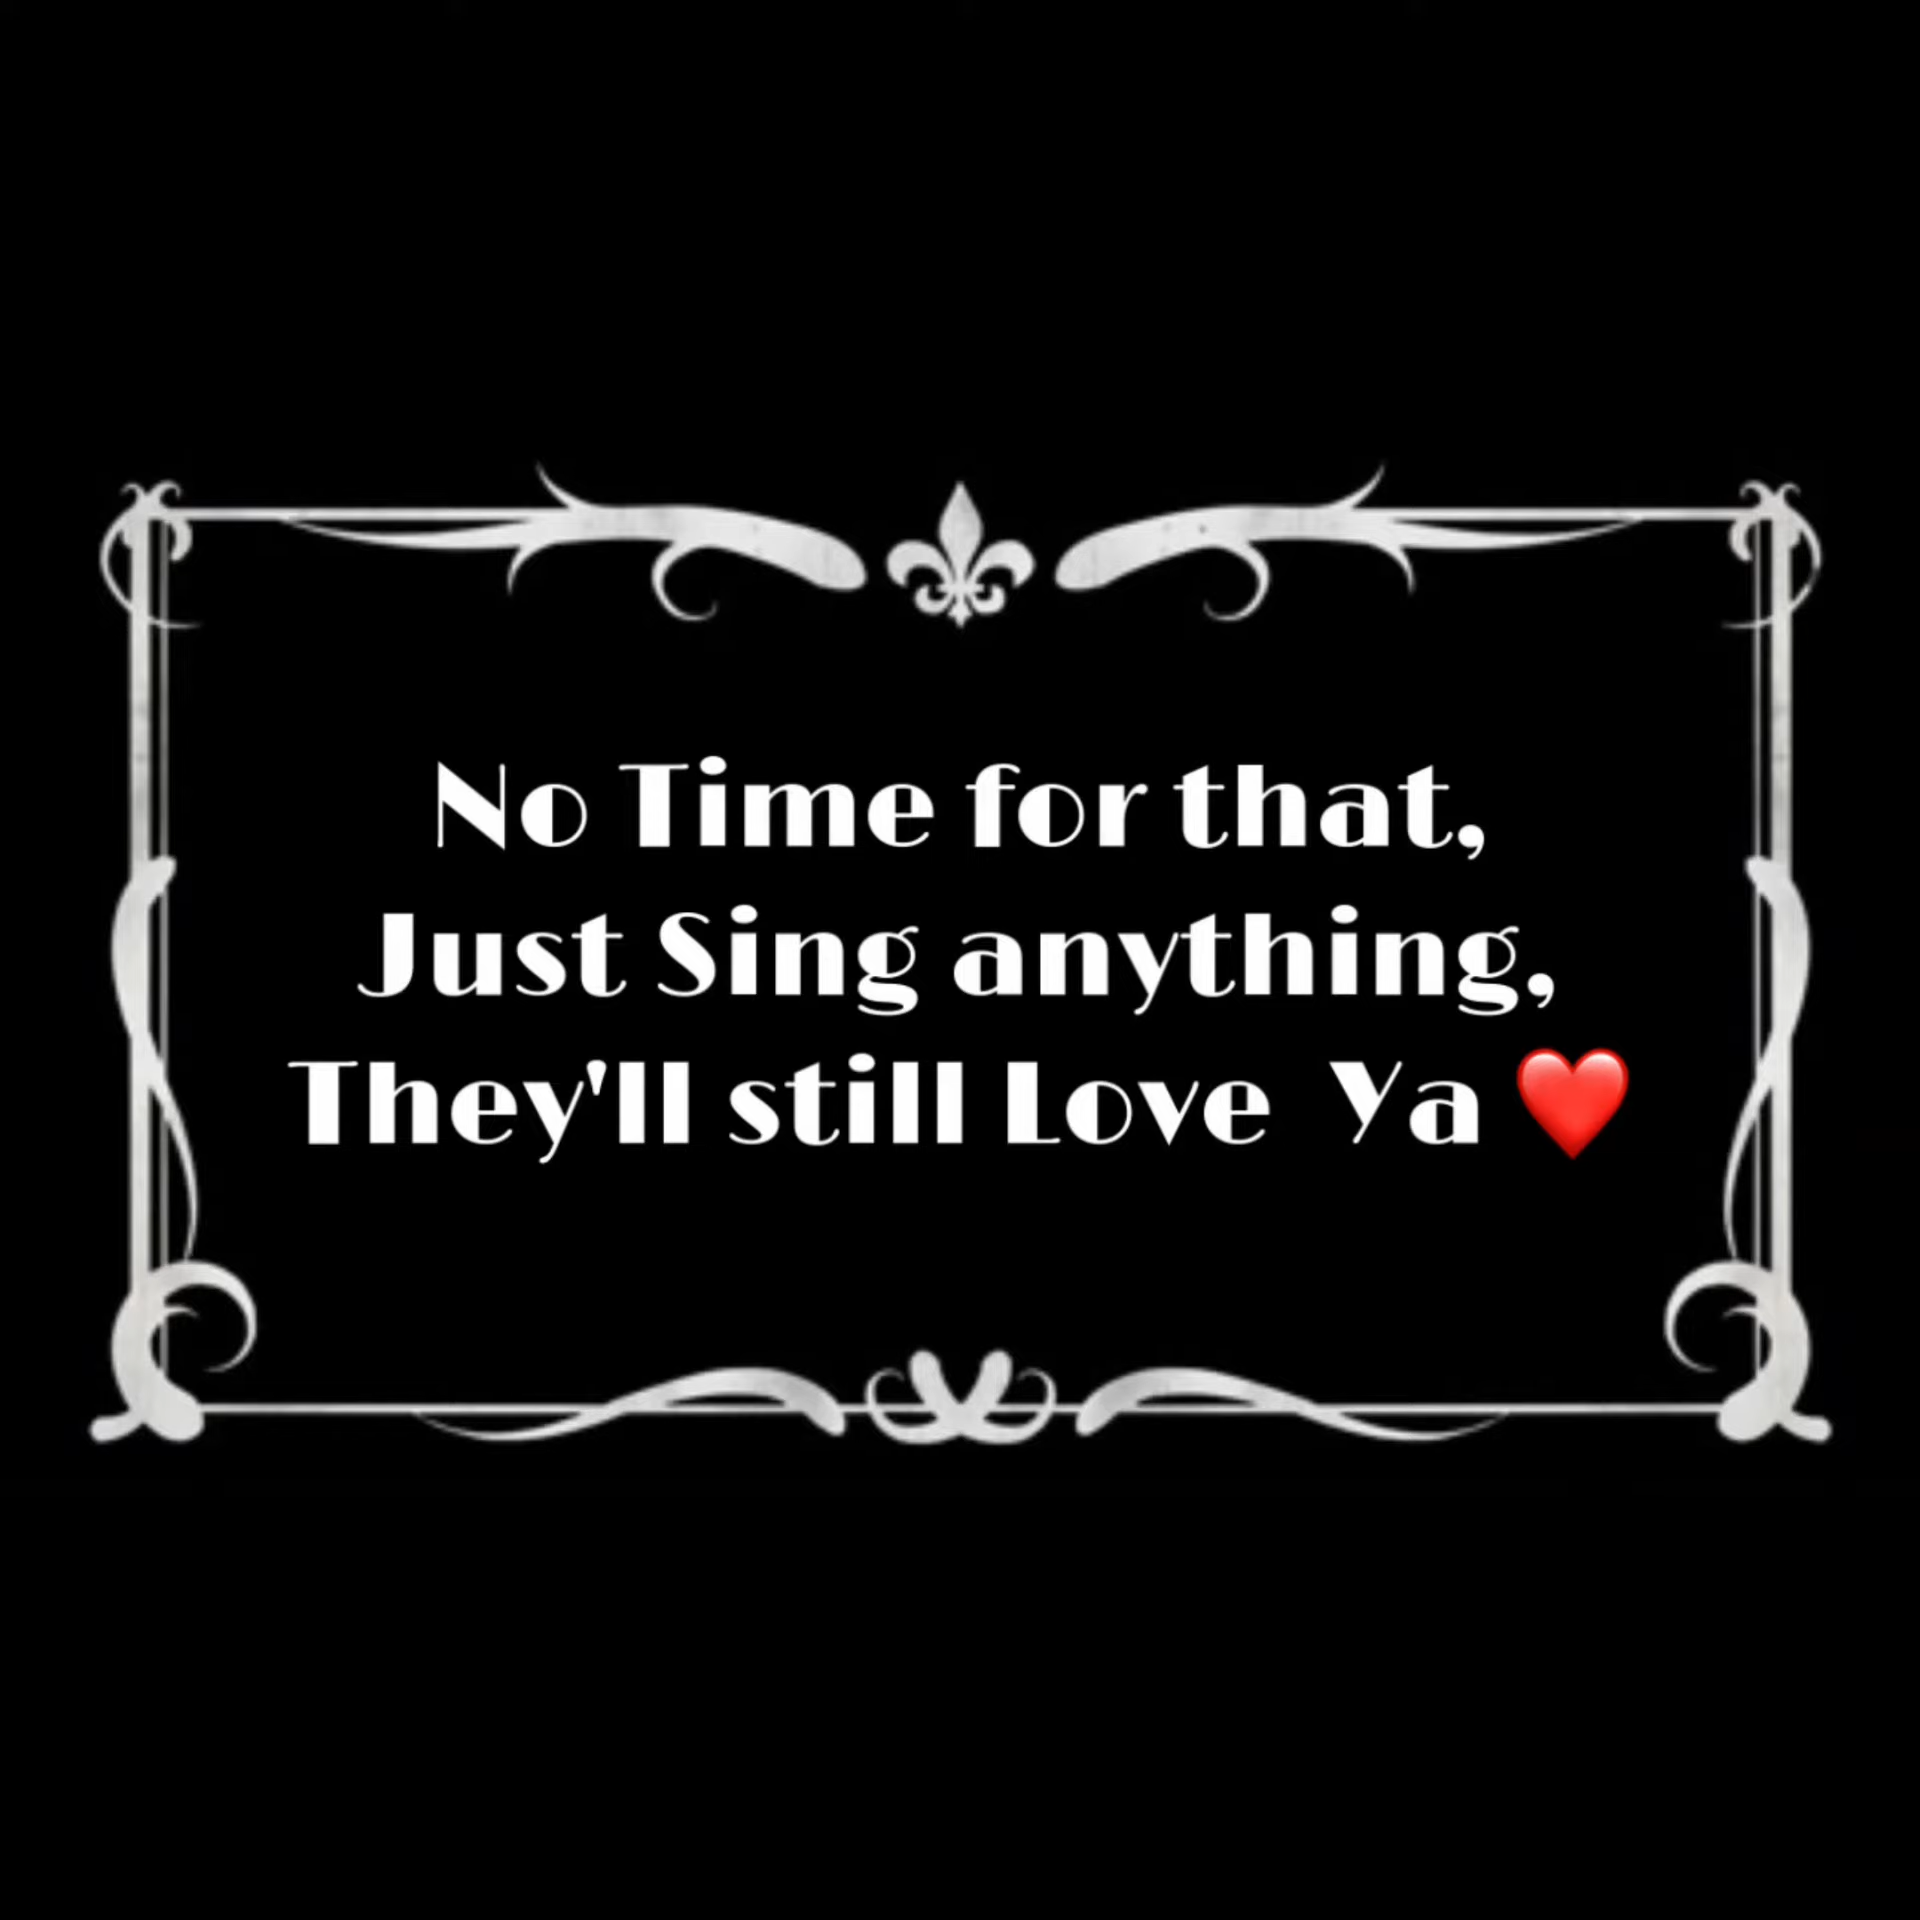 No Time for that,
Just Sing anything,
They'll still Love  Ya ❤️